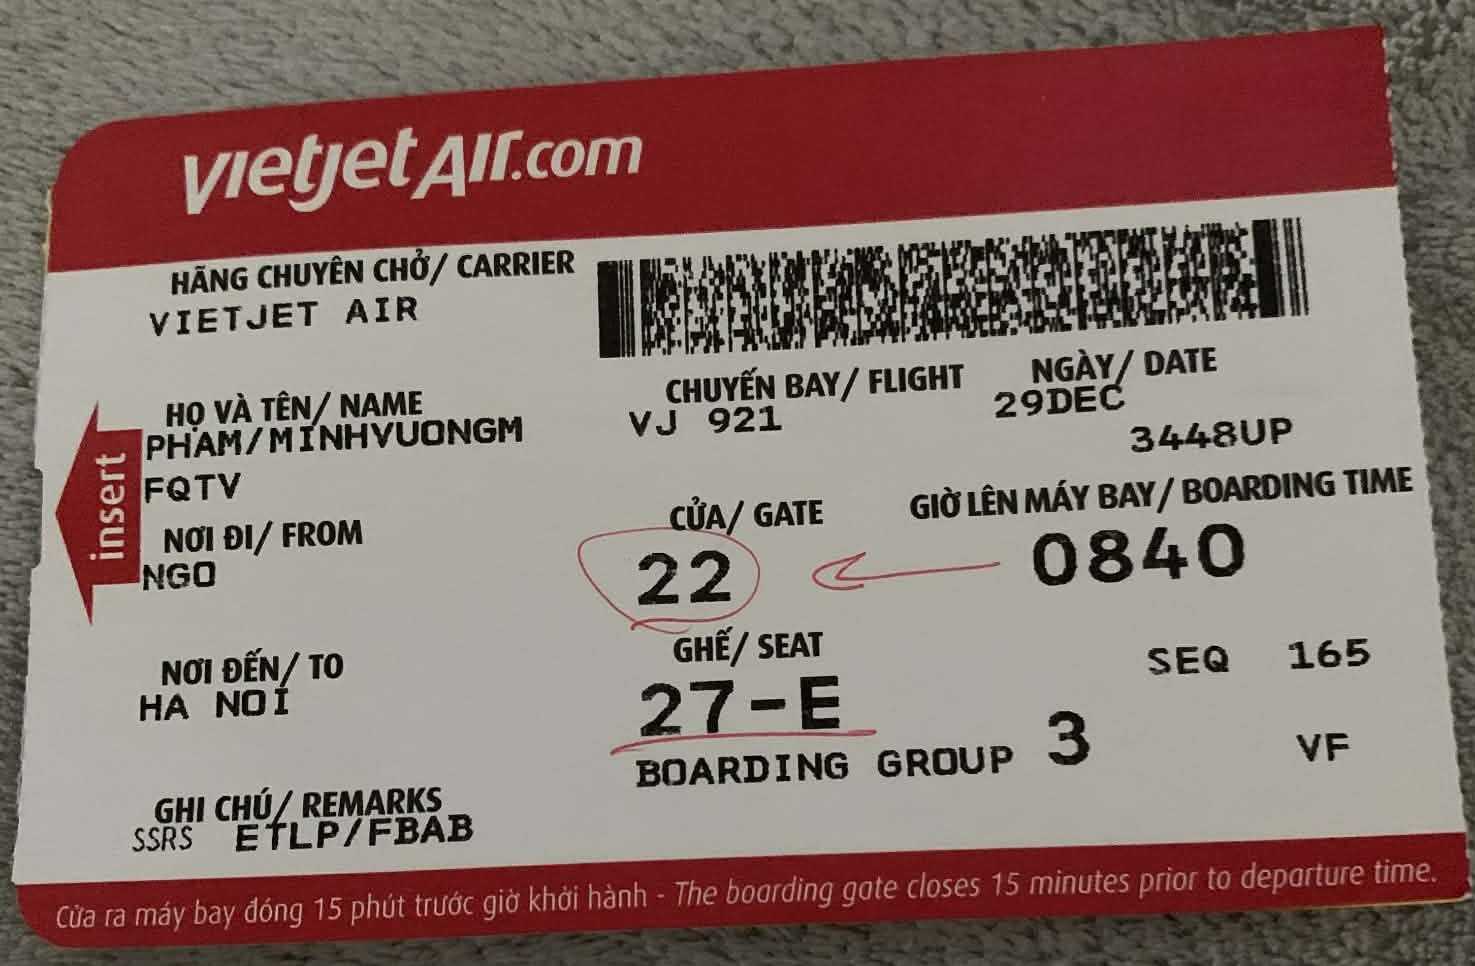 vietjetAir.com
HÃNG CHUYÊN CHỞ/ CARRIER
VIETJET AIR
HỌ VÀ TÊN/ NAME
PHAM/MINHVUONGM
FQTV
CHUYẾN BAY/ FLIGHT
VJ 921
NGÀY/ DATE
29DEC
3448UP
insert
NƠI ĐI/ FROM
NGO
CỬA/ GATE
22
GIỜ LÊN MÁY BAY/ BOARDING TIME
0840
NƠI ĐẾN/ TO
HA NOI
GHẾ/ SEAT
27-E
SEQ 165
BOARDING GROUP 3
VF
GHI CHÚ/ REMARKS
SSRS ETLP/FBAB
Cửa ra máy bay đóng 15 phút trước giờ khởi hành - The boarding gate closes 15 minutes prior to departure time.